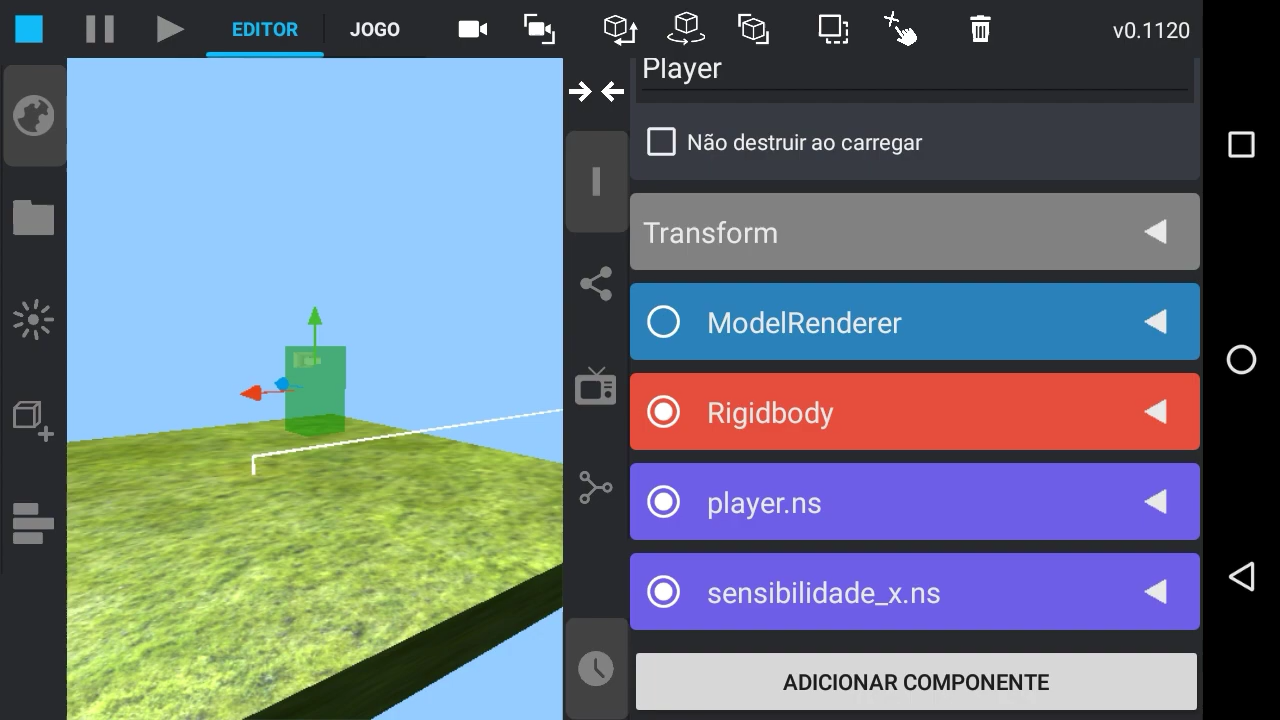 EDITOR
JOGO
v0.1120
Player
Não destruir ao carregar
Transform
ModelRenderer
Rigidbody
player.ns
sensibilidade_x.ns
ADICIONAR COMPONENTE